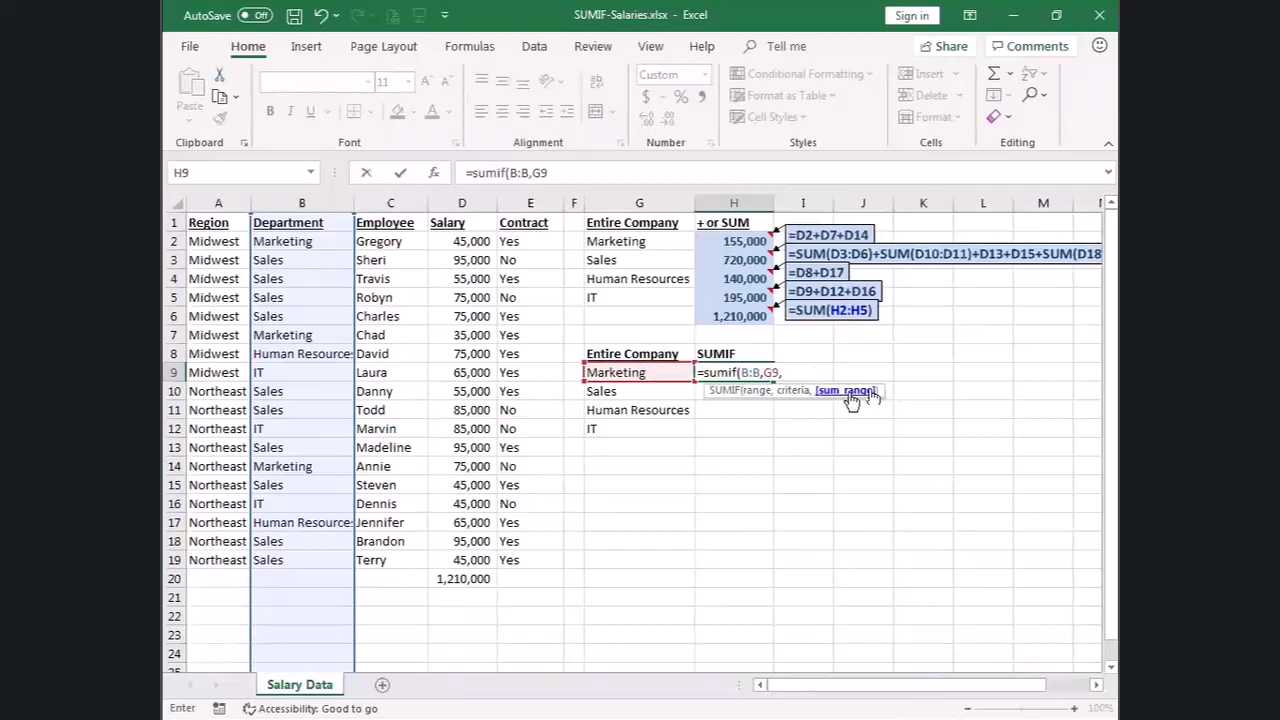 AutoSave Off SUMIF-Salaries.xlsx - Excel Sign in
File Home Insert Page Layout Formulas Data Review View Help Tell me Share Comments
Paste 11 Custom Conditional Formatting Insert
$ % Format as Table Delete
B I U A Cell Styles Format
Clipboard Font Alignment Number Styles Cells Editing
H9 fx =sumif(B:B,G9
A B C D E F G H I J K L M
1 Region Department Employee Salary Contract Entire Company + or SUM
2 Midwest Marketing Gregory 45,000 Yes Marketing 155,000 =D2+D7+D14
3 Midwest Sales Sheri 95,000 No Sales 720,000 =SUM(D3:D6)+SUM(D10:D11)+D13+D15+SUM(D18
4 Midwest Sales Travis 55,000 Yes Human Resources 140,000 =D8+D17
5 Midwest Sales Robyn 75,000 No IT 195,000 =D9+D12+D16
6 Midwest Sales Charles 75,000 Yes 1,210,000 =SUM(H2:H5)
7 Midwest Marketing Chad 35,000 Yes
8 Midwest Human Resources David 75,000 Yes Entire Company SUMIF
9 Midwest IT Laura 65,000 Yes Marketing =sumif(B:B,G9,
10 Northeast Sales Danny 55,000 Yes Sales SUMIF(range, criteria, [sum_range])
11 Northeast Sales Todd 85,000 No Human Resources
12 Northeast IT Marvin 85,000 No IT
13 Northeast Sales Madeline 95,000 Yes
14 Northeast Marketing Annie 75,000 No
15 Northeast Sales Steven 45,000 Yes
16 Northeast IT Dennis 45,000 No
17 Northeast Human Resources Jennifer 65,000 Yes
18 Northeast Sales Brandon 95,000 Yes
19 Northeast Sales Terry 45,000 Yes
20 1,210,000
21
22
23
24
Salary Data
Enter Accessibility: Good to go 100%